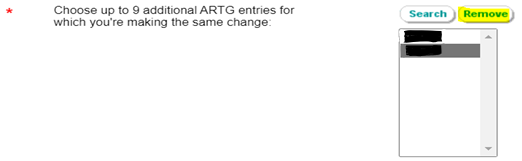 * Choose up to 9 additional ARTG entries for Search Remove
which you're making the same change: